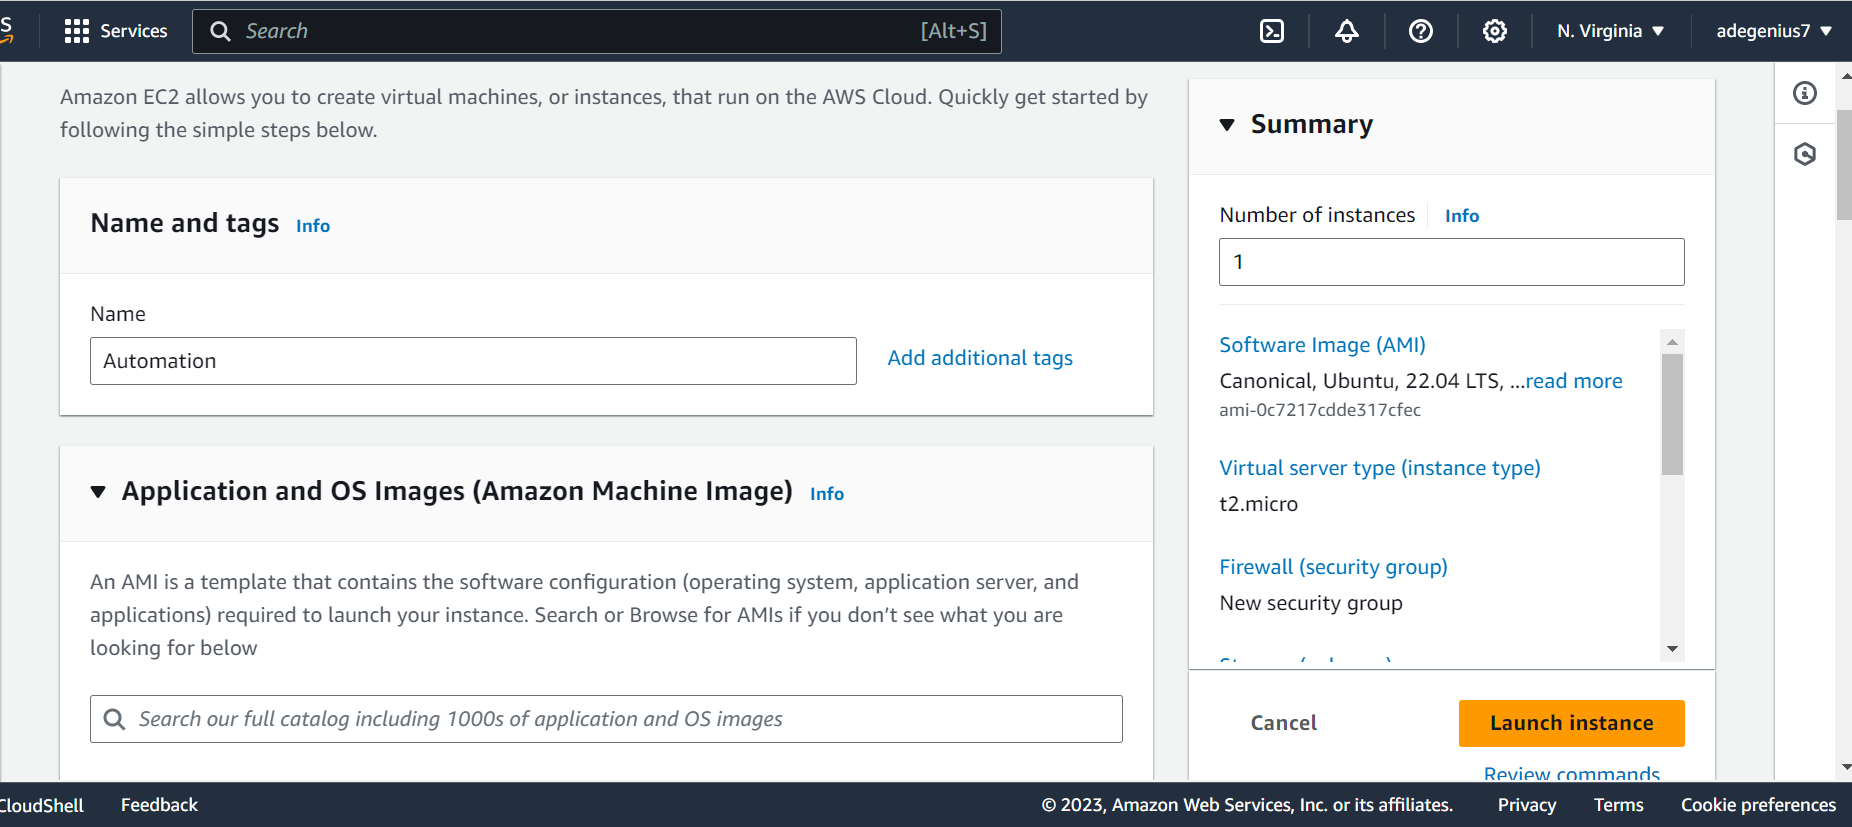 S
Services
Search
[Alt+S]
N. Virginia
adegenius7
Amazon EC2 allows you to create virtual machines, or instances, that run on the AWS Cloud. Quickly get started by
following the simple steps below.
Name and tags Info
Name
Automation
Add additional tags
Application and OS Images (Amazon Machine Image) Info
An AMI is a template that contains the software configuration (operating system, application server, and
applications) required to launch your instance. Search or Browse for AMIs if you don’t see what you are
looking for below
Search our full catalog including 1000s of application and OS images
Summary
Number of instances Info
1
Software Image (AMI)
Canonical, Ubuntu, 22.04 LTS, ...read more
ami-0c7217cdde317cfec
Virtual server type (instance type)
t2.micro
Firewall (security group)
New security group
Cancel
Launch instance
Review commands
CloudShell
Feedback
© 2023, Amazon Web Services, Inc. or its affiliates.
Privacy
Terms
Cookie preferences